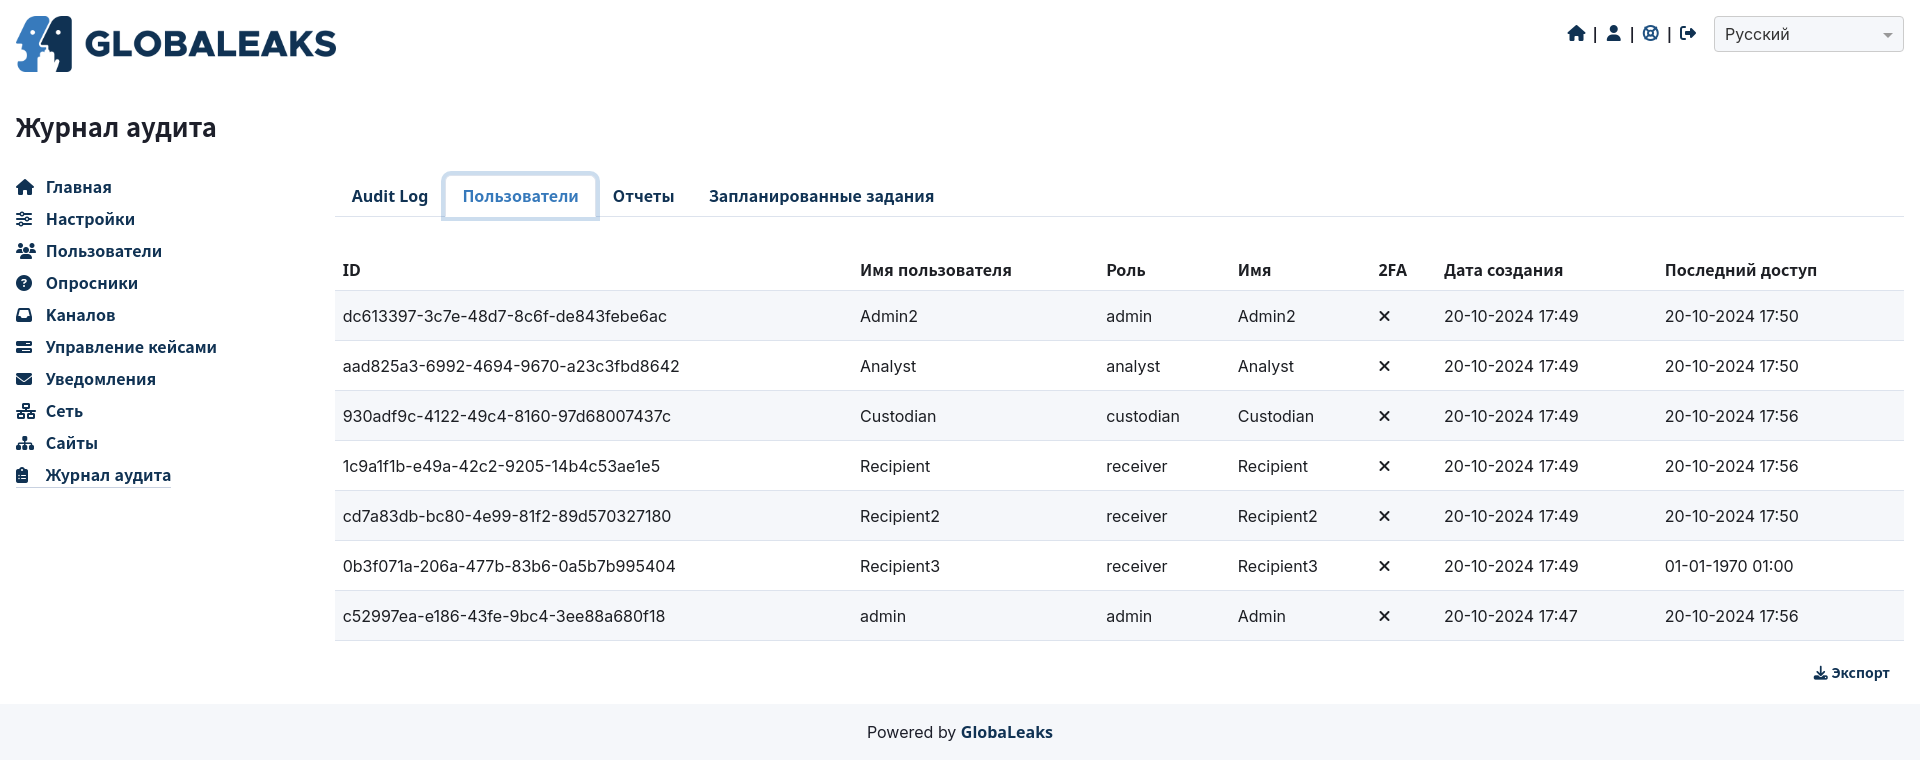 GLOBALEAKS
| | | Русский
Журнал аудита
Главная
Настройки
Пользователи
Опросники
Каналов
Управление кейсами
Уведомления
Сеть
Сайты
Журнал аудита
Audit Log Пользователи Отчеты Запланированные задания
ID Имя пользователя Роль Имя 2FA Дата создания Последний доступ
dc613397-3c7e-48d7-8c6f-de843febe6ac Admin2 admin Admin2 20-10-2024 17:49 20-10-2024 17:50
aad825a3-6992-4694-9670-a23c3fbd8642 Analyst analyst Analyst 20-10-2024 17:49 20-10-2024 17:50
930adf9c-4122-49c4-8160-97d68007437c Custodian custodian Custodian 20-10-2024 17:49 20-10-2024 17:56
1c9a1f1b-e49a-42c2-9205-14b4c53ae1e5 Recipient receiver Recipient 20-10-2024 17:49 20-10-2024 17:56
cd7a83db-bc80-4e99-81f2-89d570327180 Recipient2 receiver Recipient2 20-10-2024 17:49 20-10-2024 17:50
0b3f071a-206a-477b-83b6-0a5b7b995404 Recipient3 receiver Recipient3 20-10-2024 17:49 01-01-1970 01:00
c52997ea-e186-43fe-9bc4-3ee88a680f18 admin admin Admin 20-10-2024 17:47 20-10-2024 17:56
Экспорт
Powered by GlobaLeaks